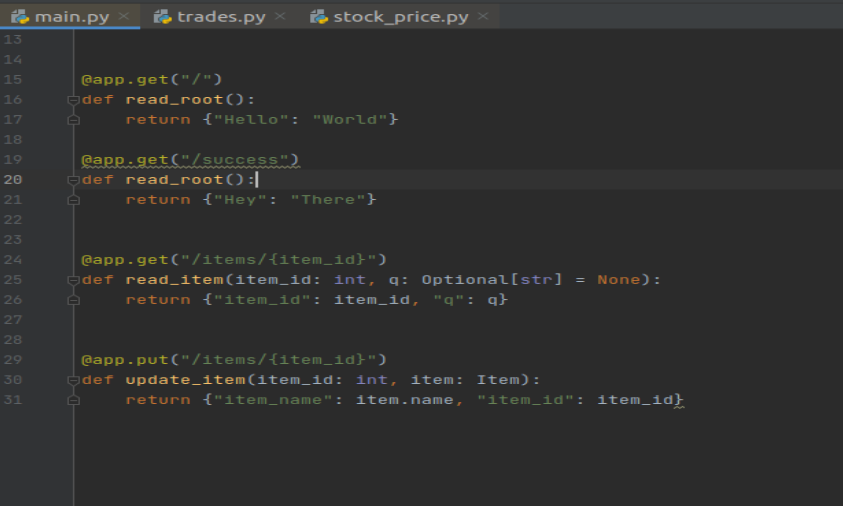 main.py × trades.py × stock_price.py ×
13
14
15 @app.get("/")
16 def read_root():
17     return {"Hello": "World"}
18
19 @app.get("/success")
20 def read_root():
21     return {"Hey": "There"}
22
23
24 @app.get("/items/{item_id}")
25 def read_item(item_id: int, q: Optional[str] = None):
26     return {"item_id": item_id, "q": q}
27
28
29 @app.put("/items/{item_id}")
30 def update_item(item_id: int, item: Item):
31     return {"item_name": item.name, "item_id": item_id}